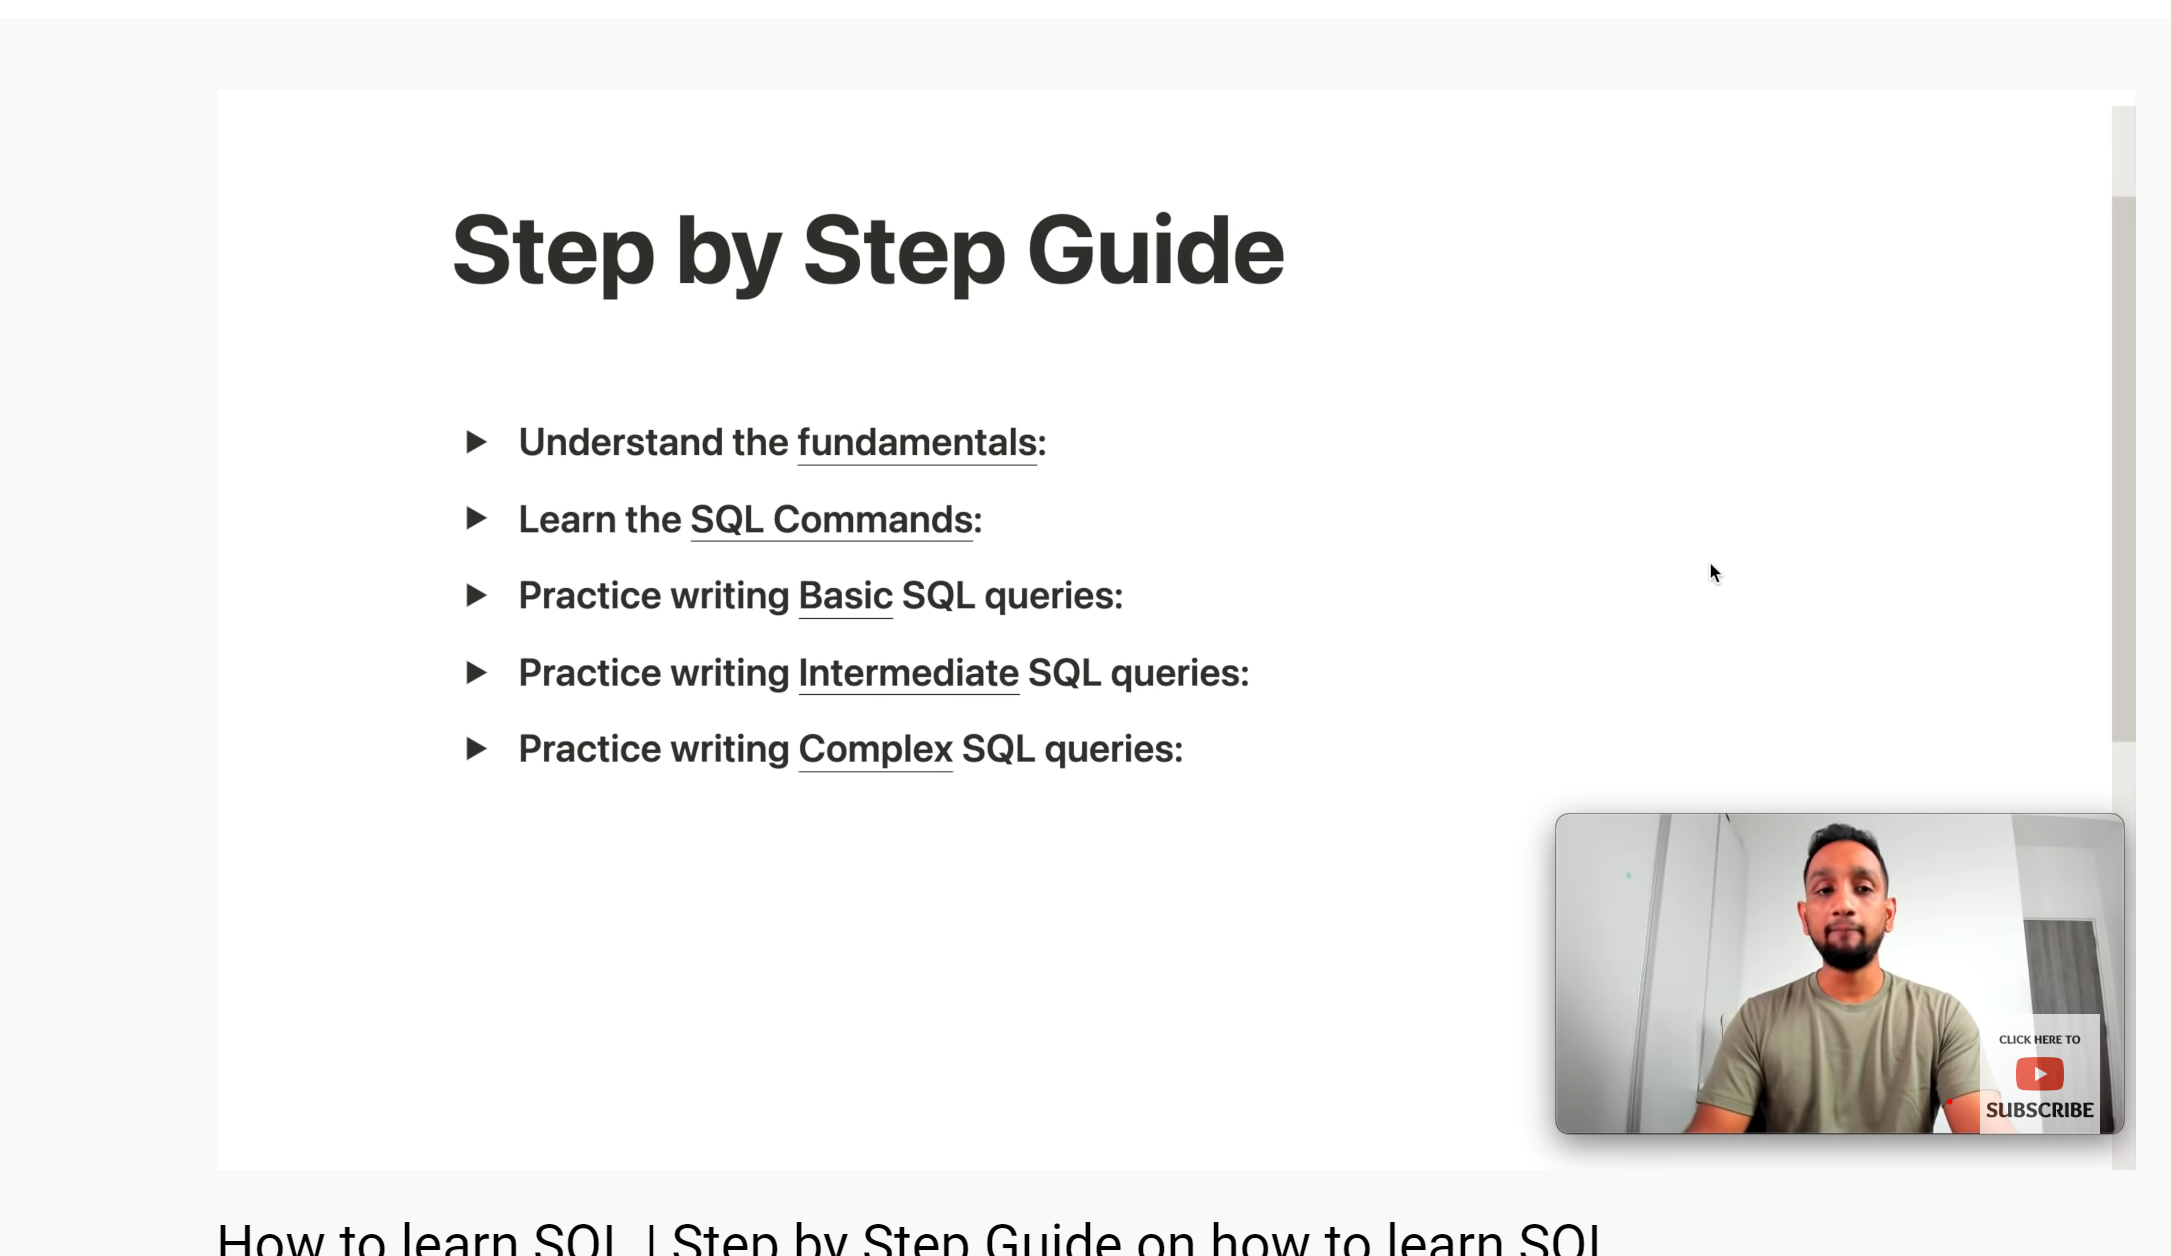 Step by Step Guide
Understand the fundamentals:
Learn the SQL Commands:
Practice writing Basic SQL queries:
Practice writing Intermediate SQL queries:
Practice writing Complex SQL queries:
CLICK HERE TO
SUBSCRIBE
How to learn SQL | Step by Step Guide on how to learn SQL